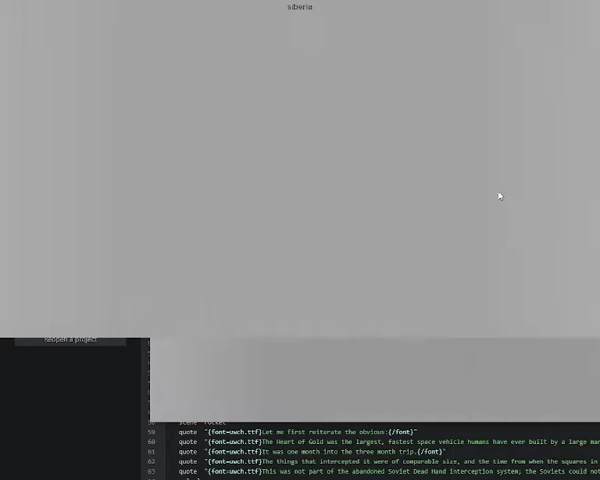 siberia
Reopen a project
58 scene rocket
59 quote "{font=uwch.ttf}Let me first reiterate the obvious:{/font}"
60 quote "{font=uwch.ttf}The Heart of Gold was the largest, fastest space vehicle humans have ever built by a large mar
61 quote "{font=uwch.ttf}It was one month into the three month trip.{/font}"
62 quote "{font=uwch.ttf}The things that intercepted it were of comparable size, and the time from when the squares in
63 quote "{font=uwch.ttf}This was not part of the abandoned Soviet Dead Hand interception system; the Soviets could not